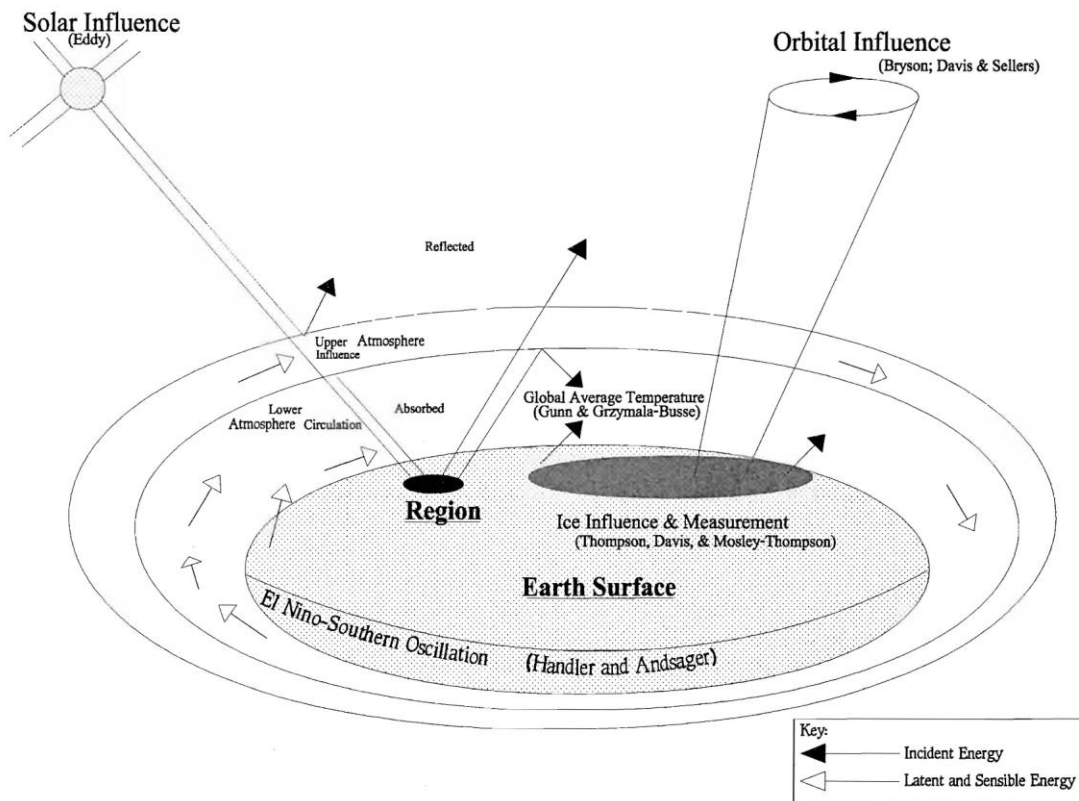 Solar Influence
(Eddy)
Orbital Influence
(Bryson; Davis & Sellers)
Reflected
Upper Atmosphere
Influence
Global Average Temperature
(Gunn & Grzymala-Busse)
Lower
Atmosphere Circulation
Absorbed
Region
Ice Influence & Measurement
(Thompson, Davis, & Mosley-Thompson)
Earth Surface
El Nino-Southern Oscillation (Handler and Andsager)
Key:
Incident Energy
Latent and Sensible Energy